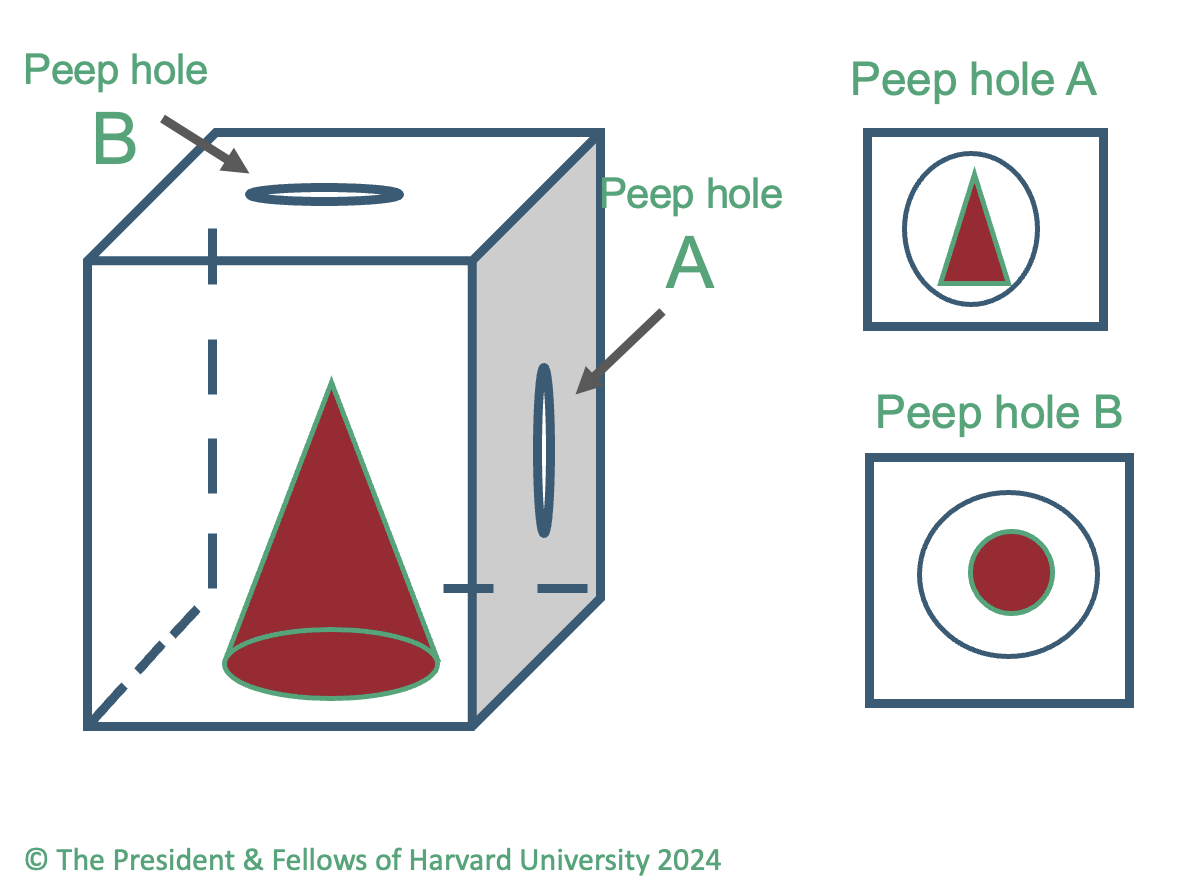 Peep hole
B
Peep hole
A
Peep hole A
Peep hole B
© The President & Fellows of Harvard University 2024